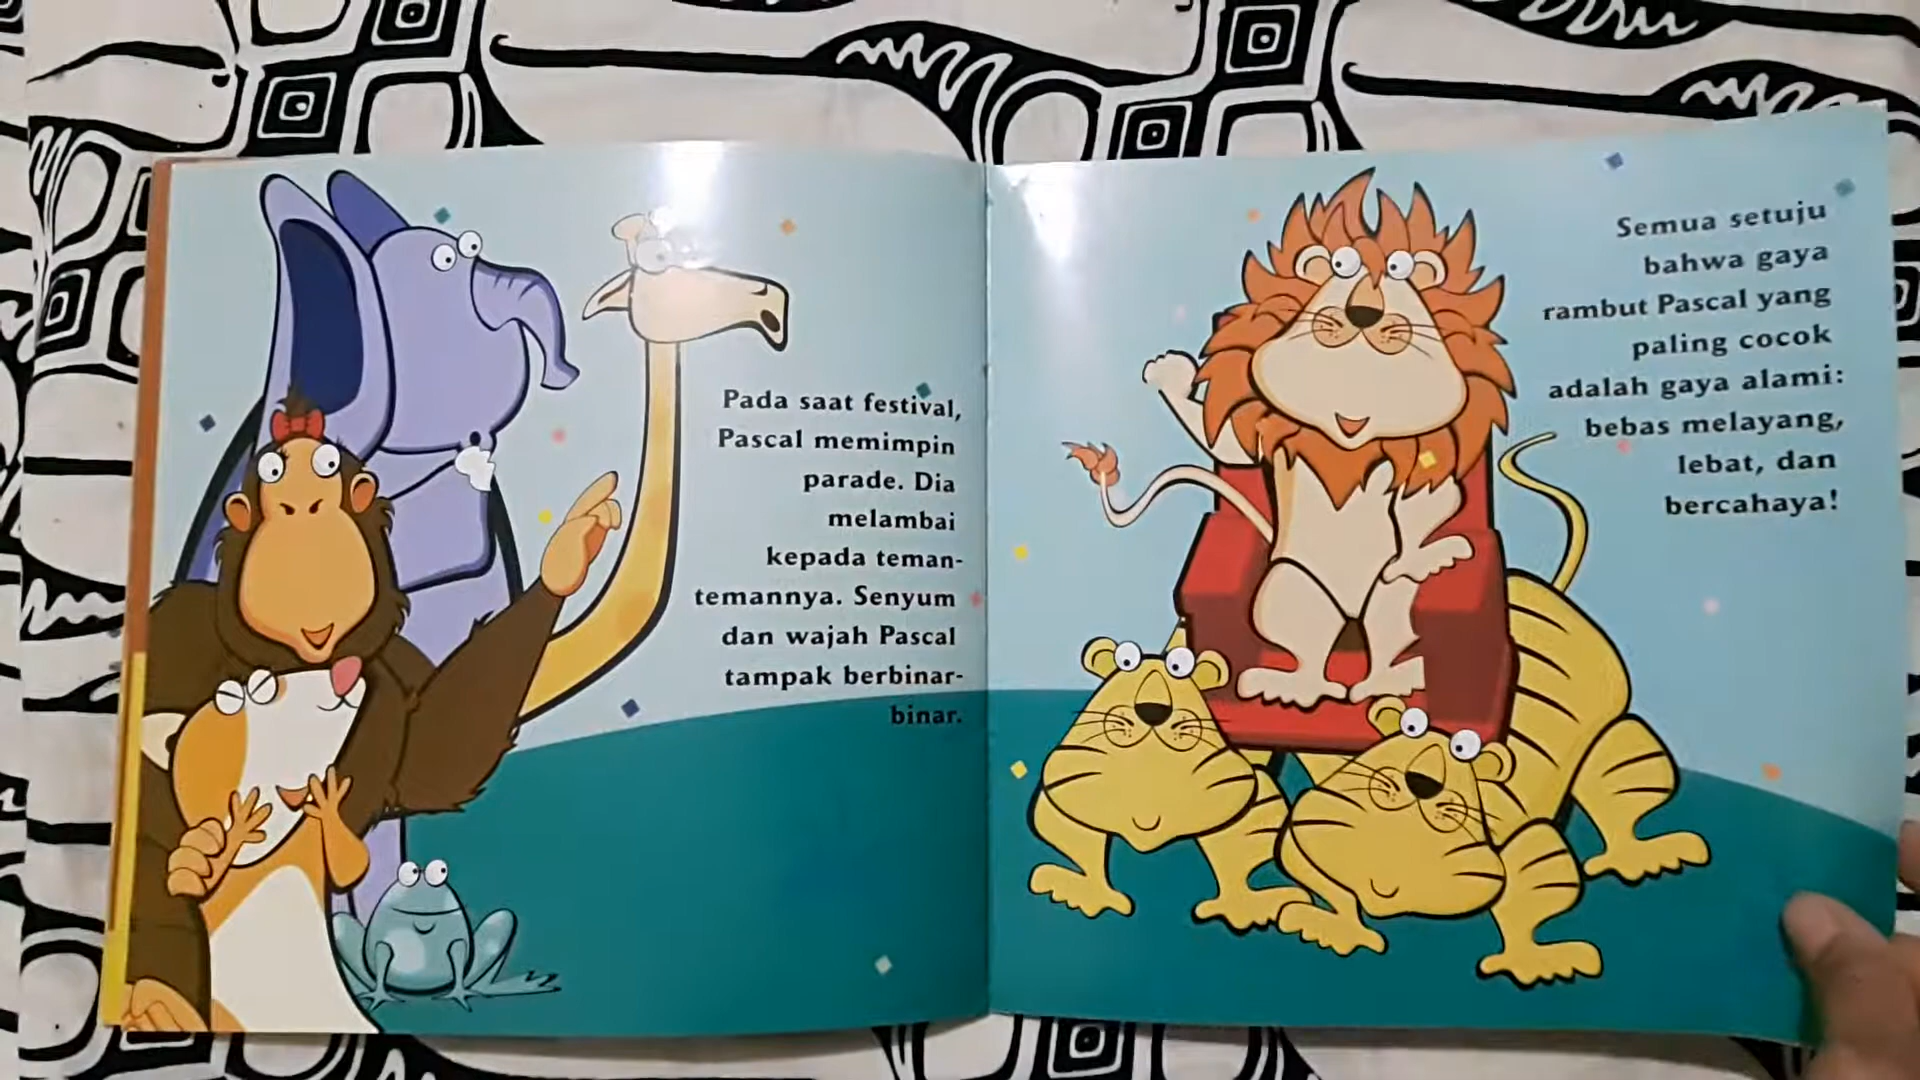 Pada saat festival,
Pascal memimpin
parade. Dia
melambai
kepada teman-
temannya. Senyum
dan wajah Pascal
tampak berbinar-
binar.
Semua setuju
bahwa gaya
rambut Pascal yang
paling cocok
adalah gaya alami:
bebas melayang,
lebat, dan
bercahaya!